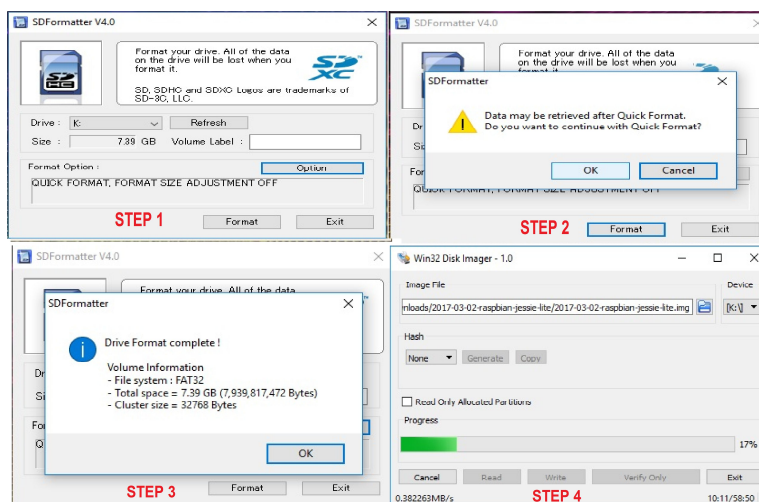 SDFormatter V4.0
Format your drive. All of the data
on the drive will be lost when you
format it.
SD, SDHC and SDXC Logos are trademarks of
SD-3C, LLC.
SD
HC
SD
XC
Drive : K: Refresh
Size : 7.39 GB Volume Label :
Format Option :
Option
QUICK FORMAT, FORMAT SIZE ADJUSTMENT OFF
STEP 1 Format Exit
SDFormatter V4.0
Format your drive. All of the data
on the drive will be lost when you
format it.
SDFormatter
Data may be retrieved after Quick Format.
Do you want to continue with Quick Format?
OK Cancel
QUICK FORMAT, FORMAT SIZE ADJUSTMENT OFF
STEP 2 Format Exit
SDFormatter V4.0
Format your drive. All of the data
SDFormatter
Drive Format complete !
Volume Information
- File system : FAT32
- Total space = 7.39 GB (7,939,817,472 Bytes)
- Cluster size = 32768 Bytes
OK
STEP 3 Format Exit
Win32 Disk Imager - 1.0
Image File Device
nloads/2017-03-02-raspbian-jessie-lite/2017-03-02-raspbian-jessie-lite.img [K:\]
Hash
None Generate Copy
Read Only Allocated Partitions
Progress
17%
Cancel Read Write Verify Only Exit
0.382263MB/s STEP 4 10:11/58:50